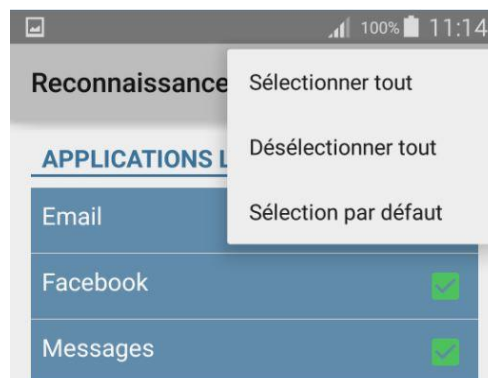 100% 11:14
Reconnaissance
Sélectionner tout
APPLICATIONS
Désélectionner tout
Email
Sélection par défaut
Facebook
Messages